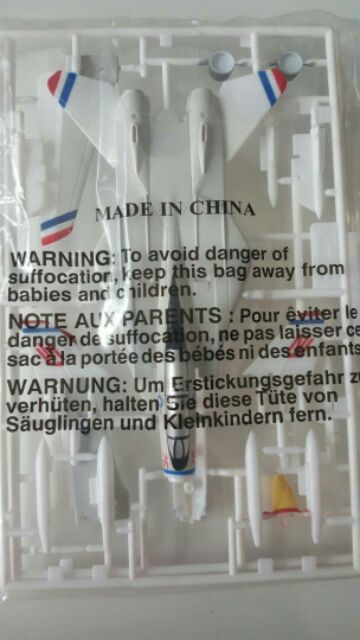 MADE IN CHINA
WARNING: To avoid danger of
suffocation, keep this bag away from
babies and children.
NOTE AUX PARENTS : Pour éviter le
danger de suffocation, ne pas laisser ce
sac à la portée des bébés ni des enfants
WARNUNG: Um Erstickungsgefahr zu
verhüten, halten Sie diese Tüte von
Säuglingen und Kleinkindern fern.